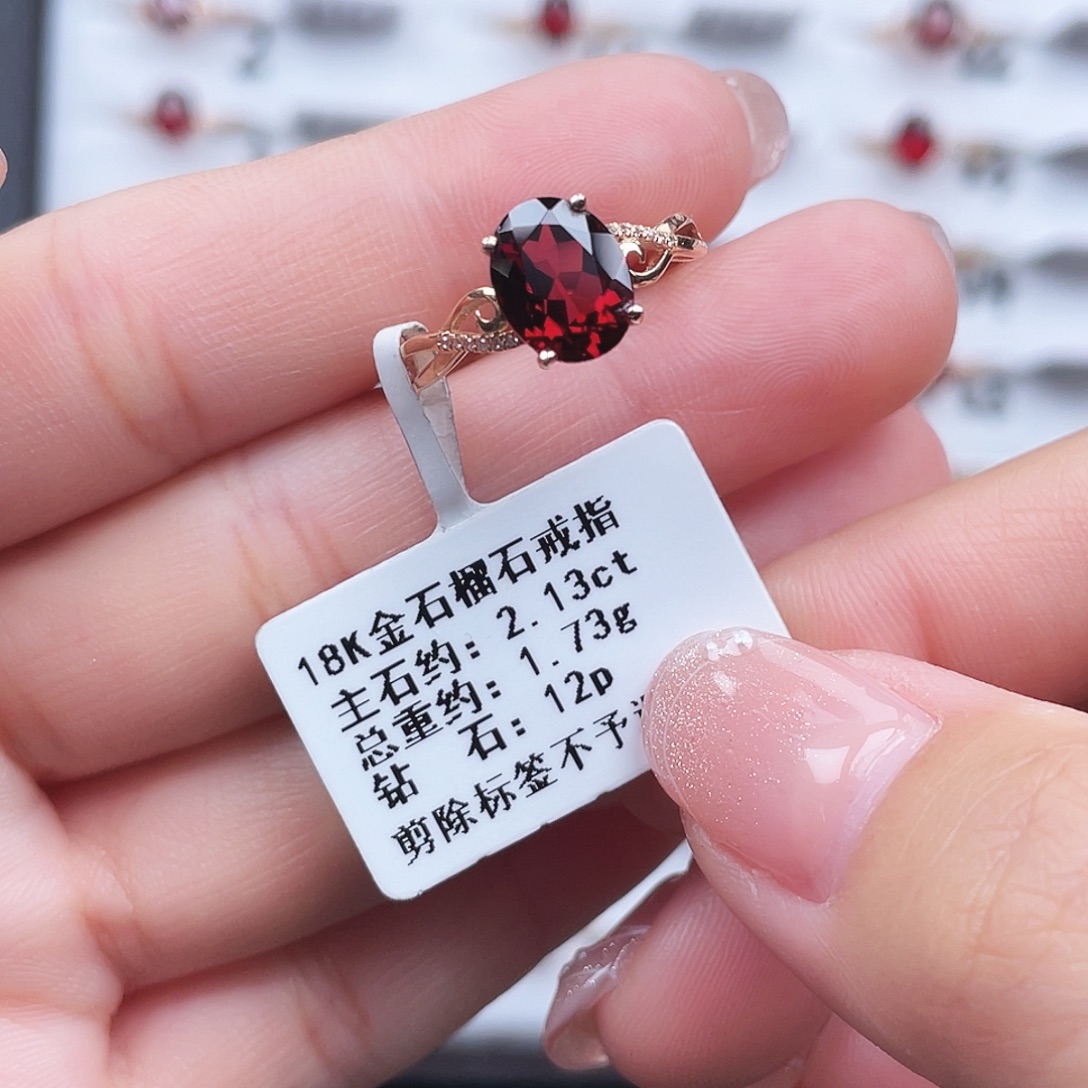 18K金石榴石戒指
主石约: 2.13ct
总重约: 1.73g
钻 石: 12p
剪除标签不予